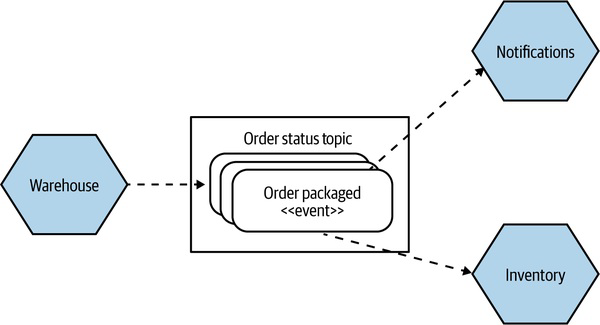 Notifications
Order status topic
Warehouse
Order packaged
<<event>>
Inventory